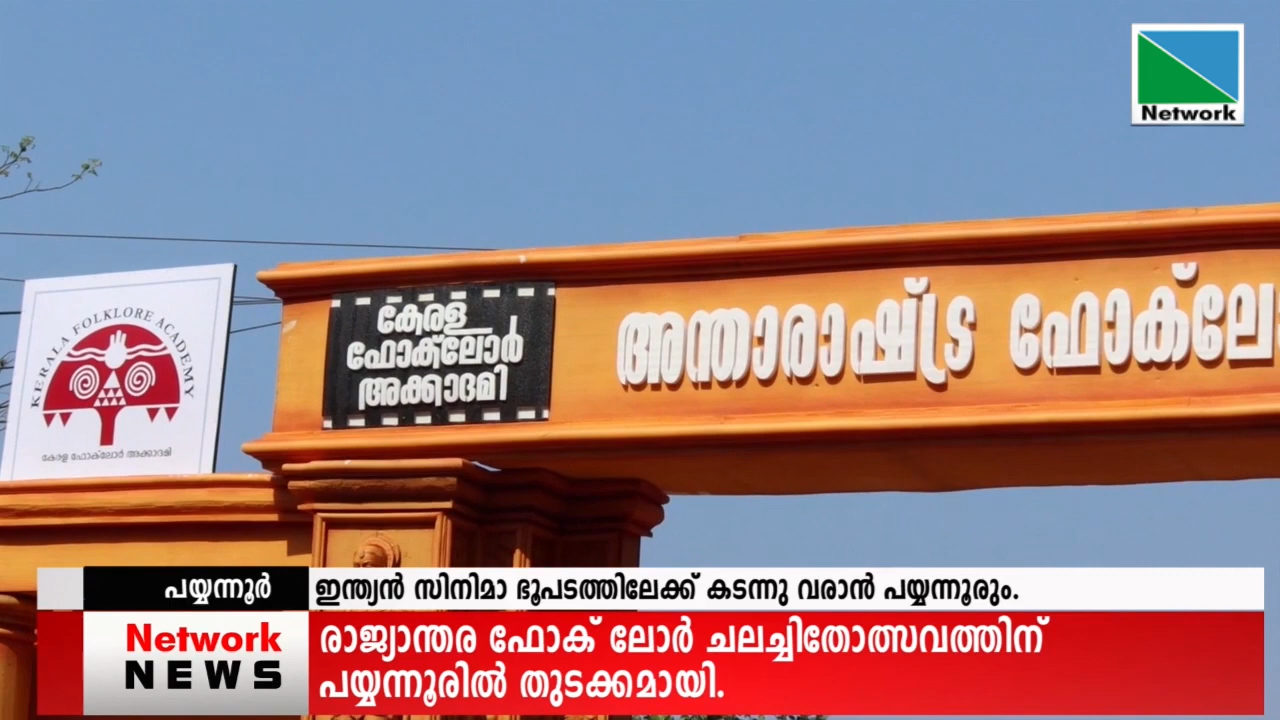 Network
KERALA FOLKLORE ACADEMY
കേരള ഫോക്‌ലോർ അക്കാദമി
കേരള
ഫോക്‌ലോർ
അക്കാദമി
അന്താരാഷ്ട്ര ഫോക്‌ലോ
പയ്യന്നൂർ
ഇന്ത്യൻ സിനിമാ ഭൂപടത്തിലേക്ക് കടന്നു വരാൻ പയ്യന്നൂരും.
Network
NEWS
രാജ്യാന്തര ഫോക് ലോർ ചലച്ചിതോത്സവത്തിന്
പയ്യന്നൂരിൽ തുടക്കമായി.